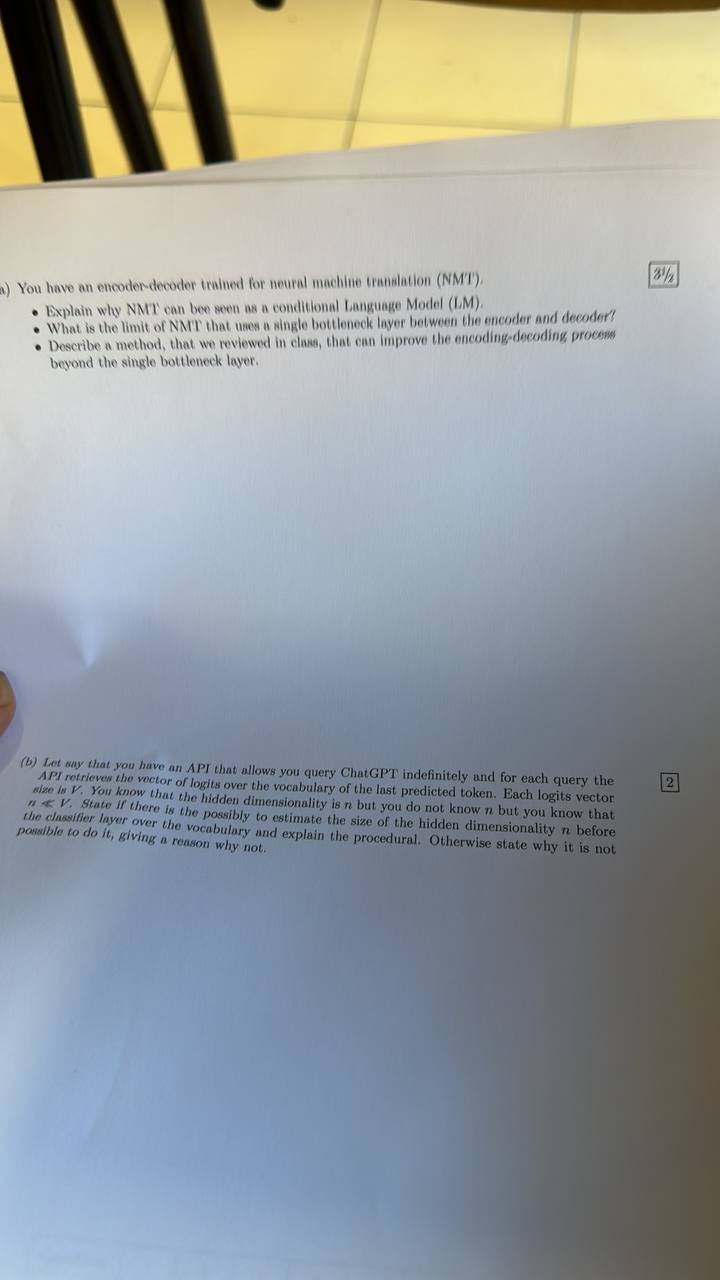 a) You have an encoder-decoder trained for neural machine translation (NMT).
3½
• Explain why NMT can bee seen as a conditional Language Model (LM).
• What is the limit of NMT that uses a single bottleneck layer between the encoder and decoder?
• Describe a method, that we reviewed in class, that can improve the encoding-decoding process
beyond the single bottleneck layer.
(b) Let say that you have an API that allows you query ChatGPT indefinitely and for each query the
2
API retrieves the vector of logits over the vocabulary of the last predicted token. Each logits vector
size is V. You know that the hidden dimensionality is n but you do not know n but you know that
n ≪ V. State if there is the possibly to estimate the size of the hidden dimensionality n before
the classifier layer over the vocabulary and explain the procedural. Otherwise state why it is not
possible to do it, giving a reason why not.